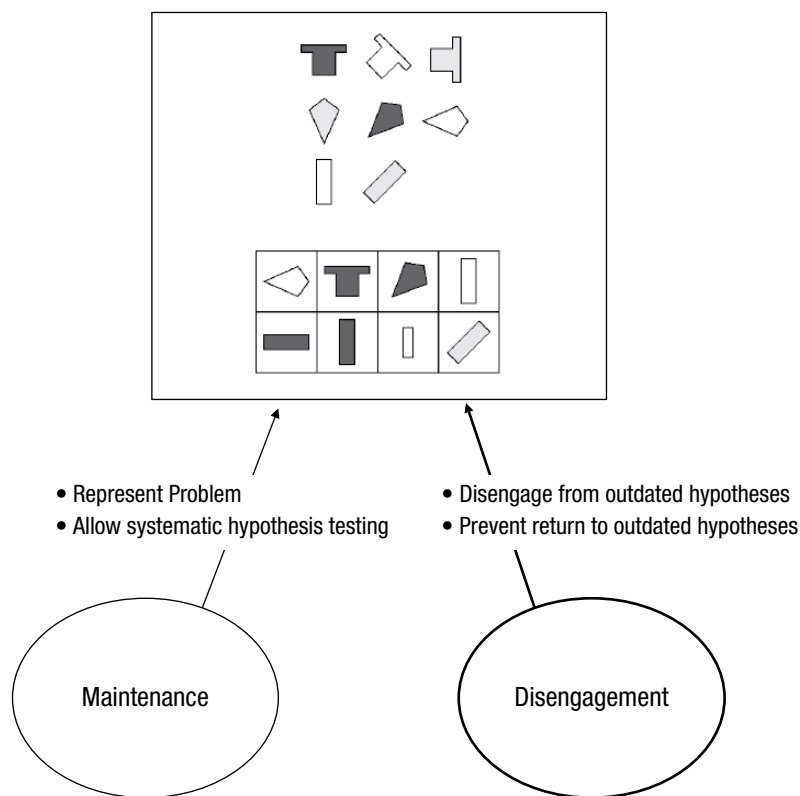 • Represent Problem
• Allow systematic hypothesis testing
• Disengage from outdated hypotheses
• Prevent return to outdated hypotheses
Maintenance
Disengagement